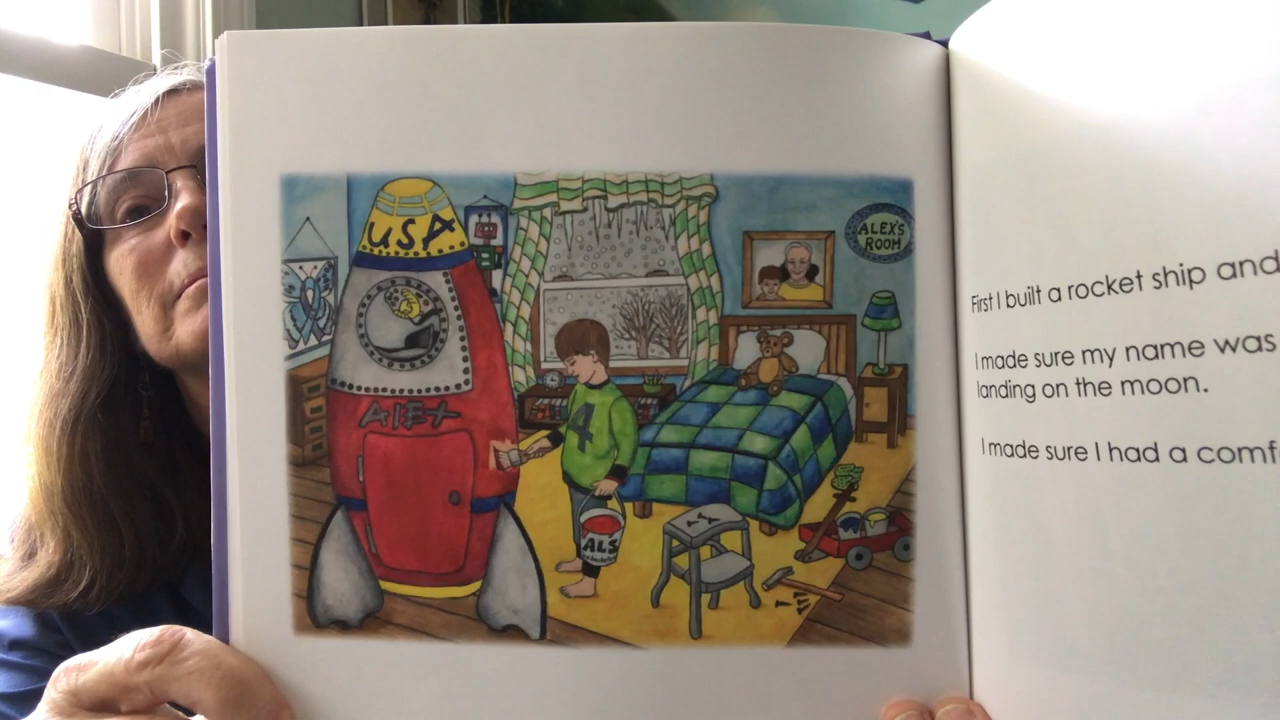 USA
ALEX'S
ROOM
ALEX
4
ALS
First I built a rocket ship and
I made sure my name was
landing on the moon.
I made sure I had a comf